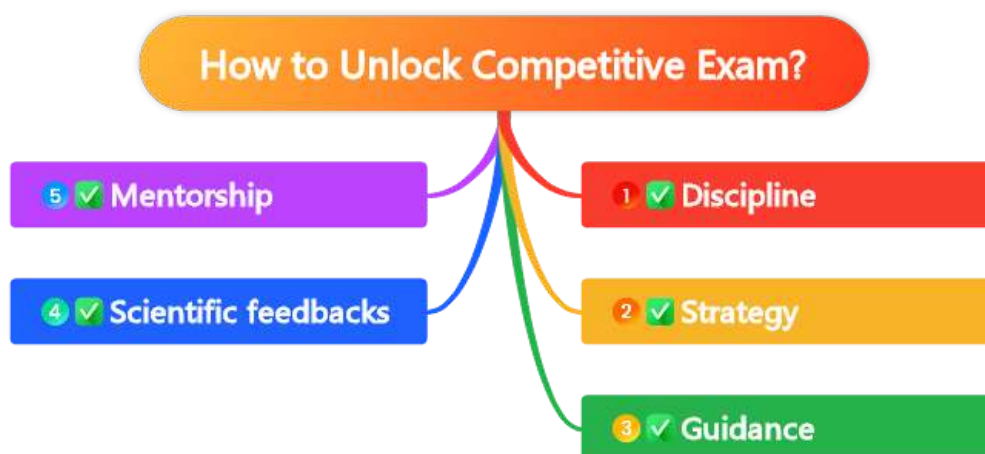 How to Unlock Competitive Exam?
1 ✅ Discipline
2 ✅ Strategy
3 ✅ Guidance
4 ✅ Scientific feedbacks
5 ✅ Mentorship